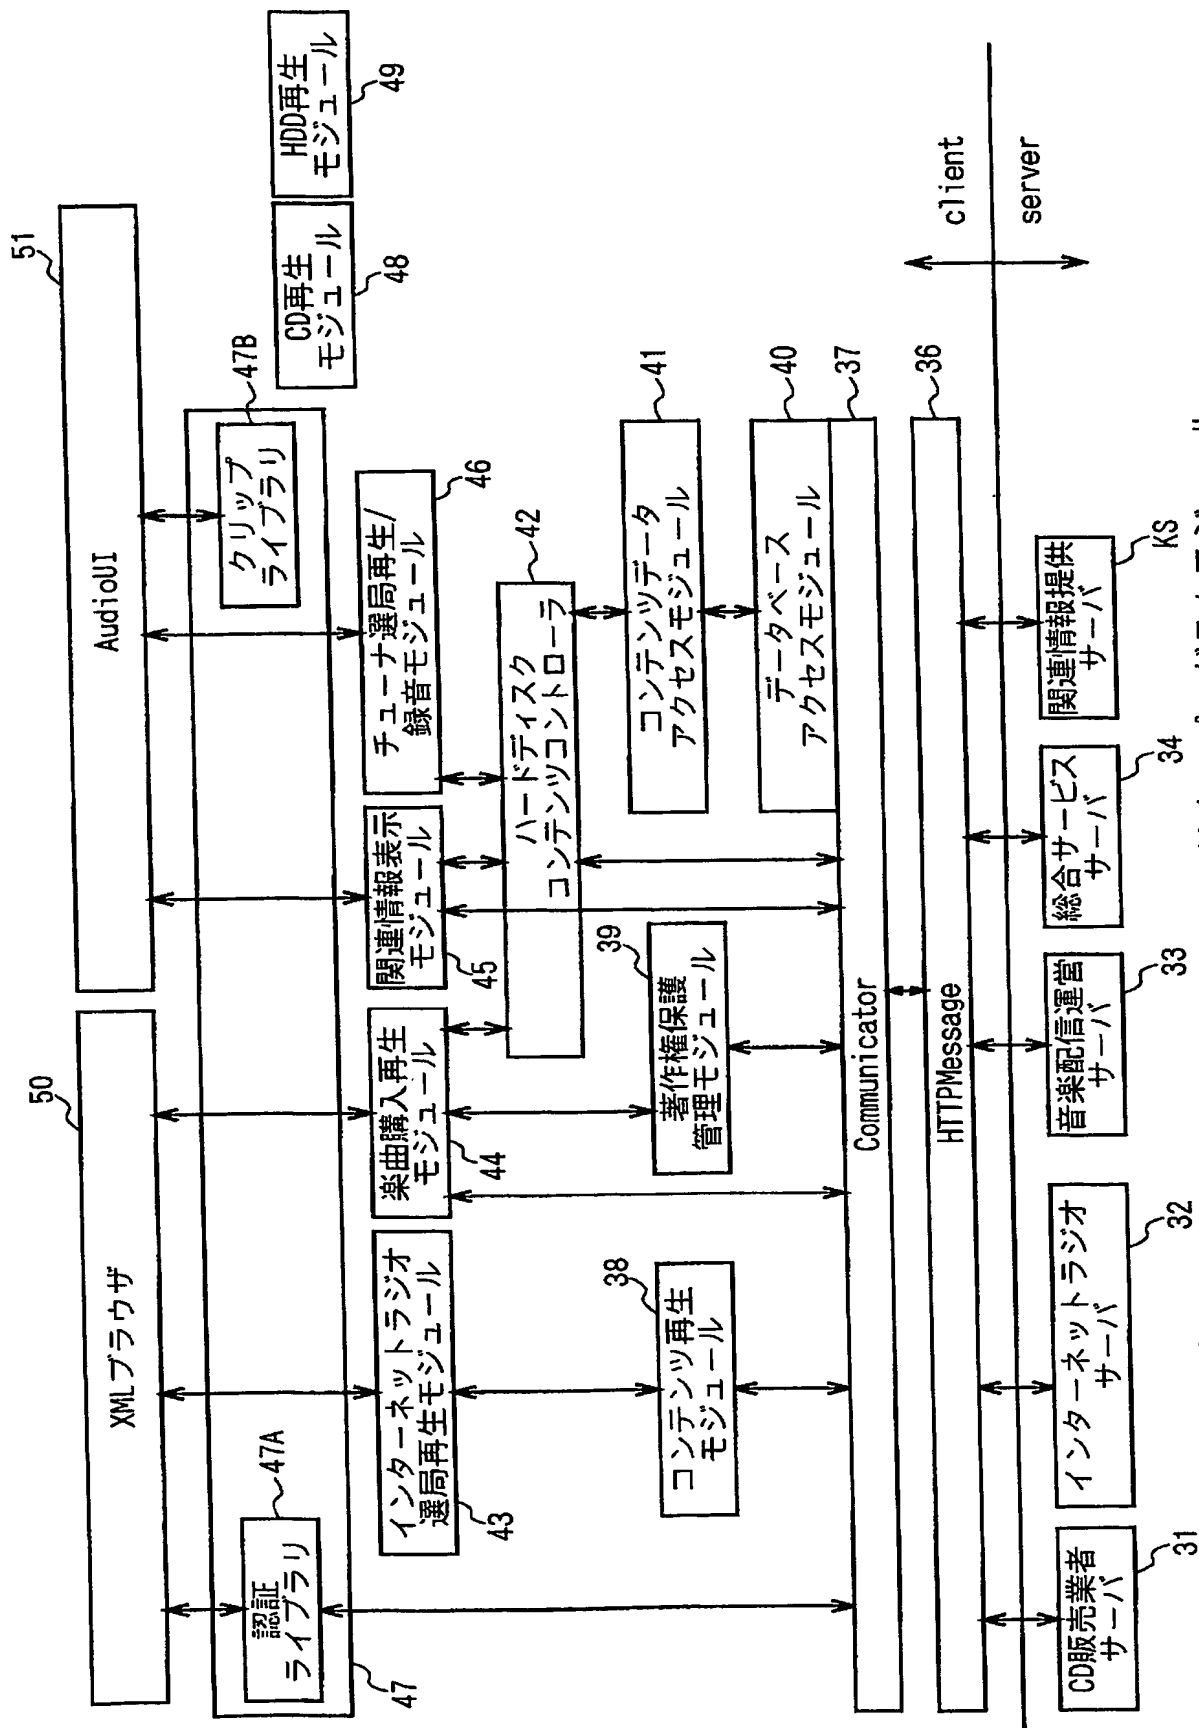 51
AudioUI
50
XMLブラウザ
HDD再生
モジュール
49
CD再生
モジュール
48
47B
クリップ
ライブラリ
47A
認証
ライブラリ
47
チューナ選局再生/
録音モジュール
46
関連情報表示
モジュール
45
楽曲購入再生
モジュール
44
インターネットラジオ
選局再生モジュール
43
42
ハードディスク
コンテンツコントローラ
41
コンテンツデータ
アクセスモジュール
39
著作権保護
管理モジュール
38
コンテンツ再生
モジュール
40
データベース
アクセスモジュール
37
Communicator
36
HTTPMessage
client
server
関連情報提供
サーバ
KS
総合サービス
サーバ
34
音楽配信運営
サーバ
33
インターネットラジオ
サーバ
32
CD販売業者
サーバ
31